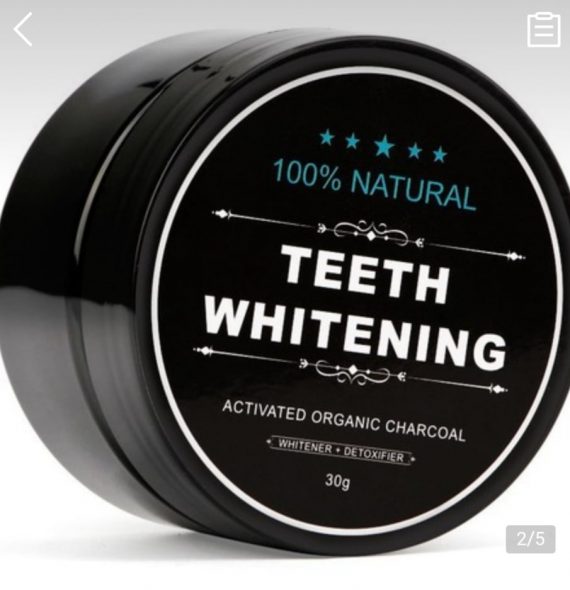 100% NATURAL
TEETH
WHITENING
ACTIVATED ORGANIC CHARCOAL
WHITENER + DETOXIFIER
30g
2/5